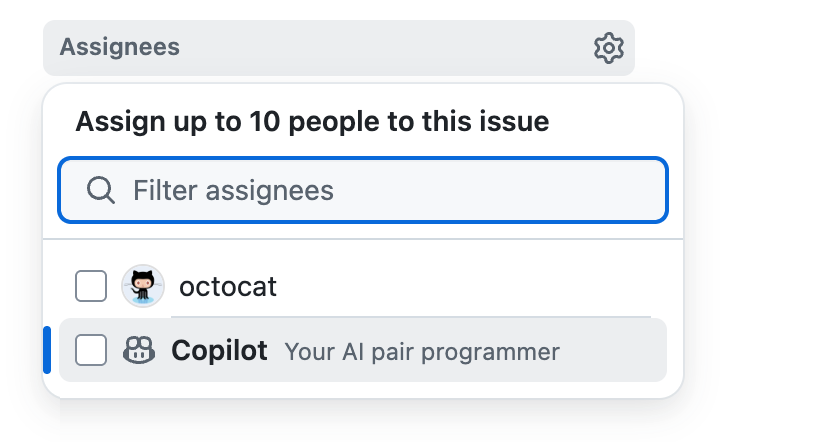 Assignees
Assign up to 10 people to this issue
Filter assignees
octocat
Copilot Your AI pair programmer